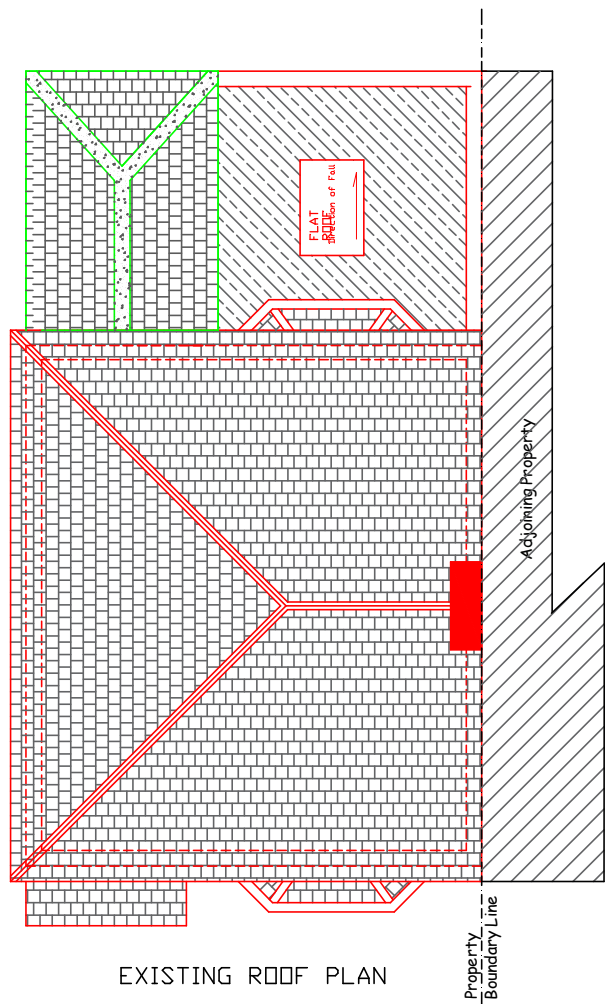 FLAT
ROOF
Direction of Fall
Adjoining Property
Property
Boundary Line
EXISTING ROOF PLAN